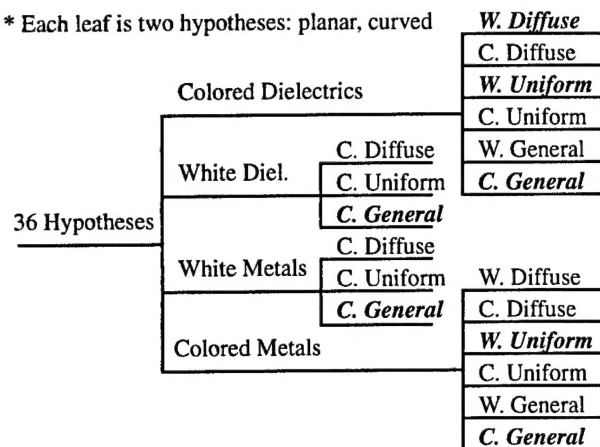 * Each leaf is two hypotheses: planar, curved
W. Diffuse
C. Diffuse
W. Uniform
C. Uniform
W. General
C. General
Colored Dielectrics
White Diel.
C. Diffuse
C. Uniform
C. General
36 Hypotheses
White Metals
C. Diffuse
C. Uniform
C. General
Colored Metals
W. Diffuse
C. Diffuse
W. Uniform
C. Uniform
W. General
C. General